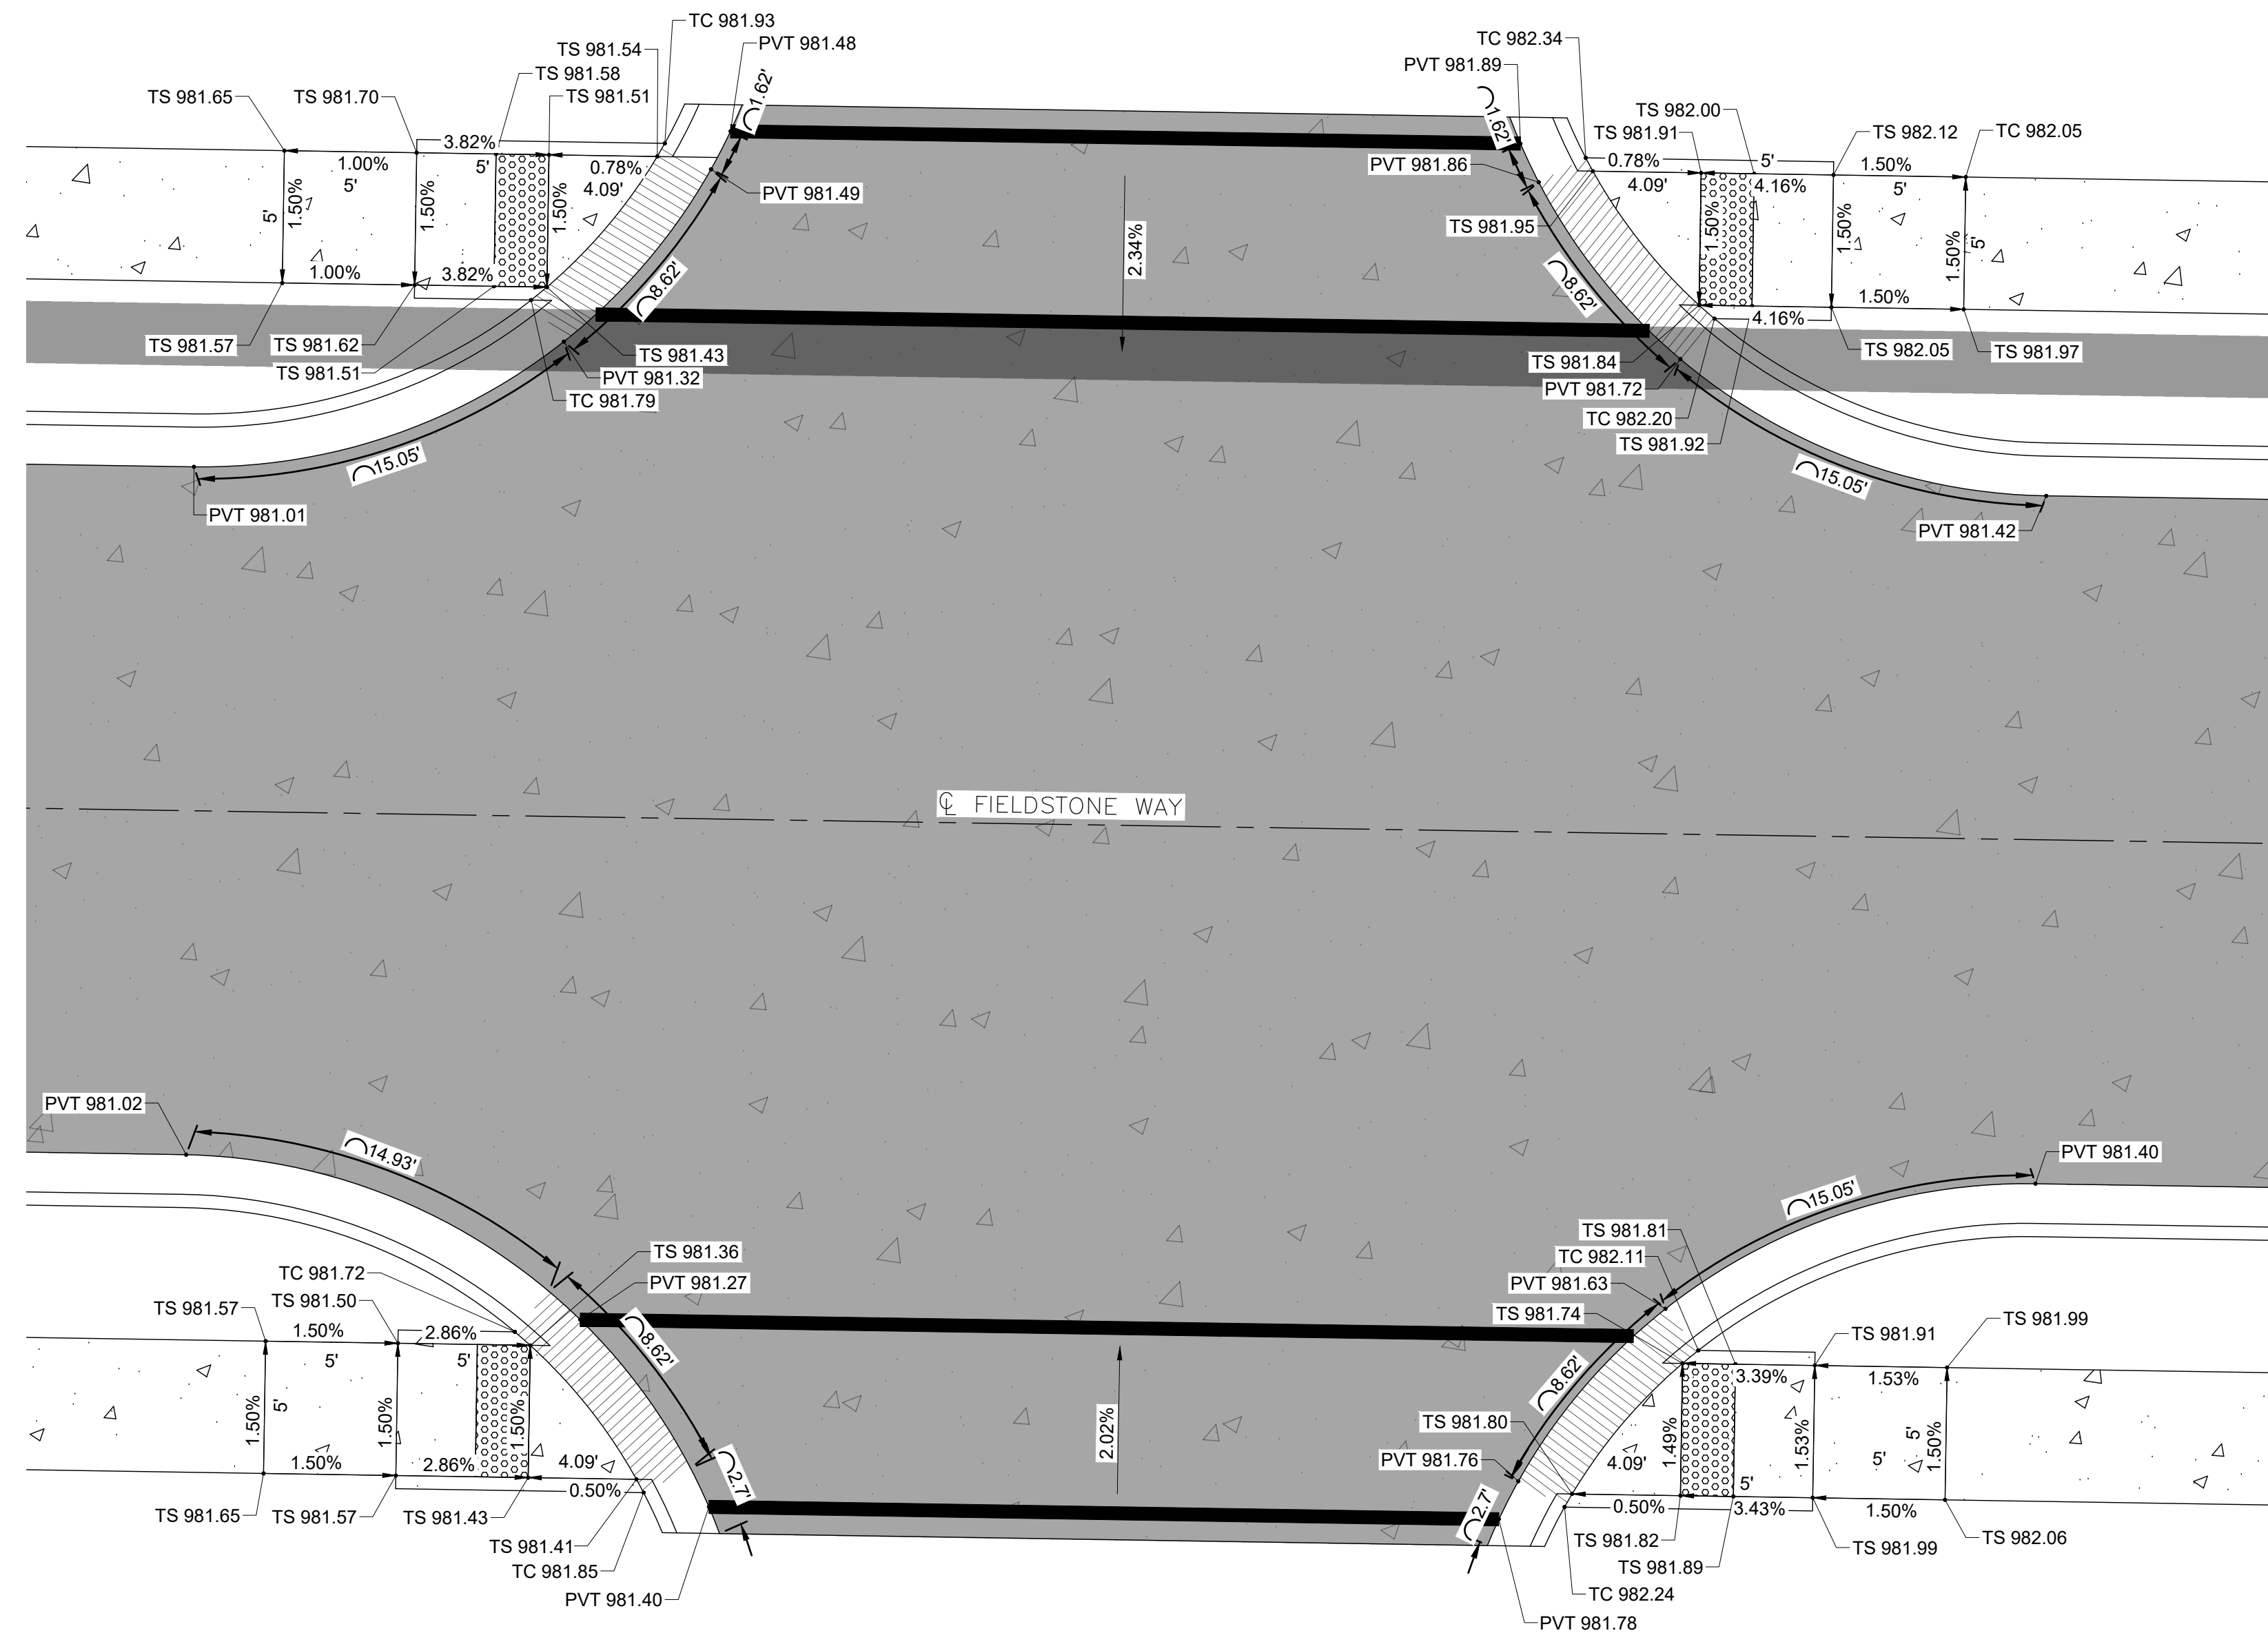 TC 981.93
TC 982.34
TS 981.54
PVT 981.48
PVT 981.89
TS 981.58
TS 981.65
TS 981.70
TS 981.51
1.62'
1.62'
TS 982.00
TS 981.91
TS 982.12
TC 982.05
3.82%
1.00%
5'
5'
0.78%
4.09'
PVT 981.86
0.78%
5'
1.50%
4.09'
4.16%
5'
5'
1.50%
1.50%
1.50%
PVT 981.49
TS 981.95
1.50%
1.50%
1.50%
5'
2.34%
1.00%
3.82%
8.62'
8.62'
1.50%
4.16%
TS 981.57
TS 981.62
TS 981.51
TS 981.43
PVT 981.32
TC 981.79
TS 981.84
PVT 981.72
TC 982.20
TS 981.92
TS 982.05
TS 981.97
15.05'
15.05'
PVT 981.01
PVT 981.42
℄ FIELDSTONE WAY
PVT 981.02
14.93'
PVT 981.40
15.05'
TS 981.36
PVT 981.27
TC 981.72
TS 981.50
TS 981.57
TS 981.81
TC 982.11
PVT 981.63
TS 981.74
TS 981.99
TS 981.91
1.50%
2.86%
5'
5'
8.62'
8.62'
3.39%
1.53%
1.50%
5'
1.50%
1.50%
2.02%
TS 981.80
PVT 981.76
1.49%
1.53%
5'
1.50%
1.50%
2.86%
4.09'
0.50%
2.7'
2.7'
4.09'
5'
5'
0.50%
3.43%
1.50%
TS 981.65
TS 981.57
TS 981.43
TS 981.41
TC 981.85
PVT 981.40
TS 981.82
TS 981.89
TC 982.24
PVT 981.78
TS 981.99
TS 982.06